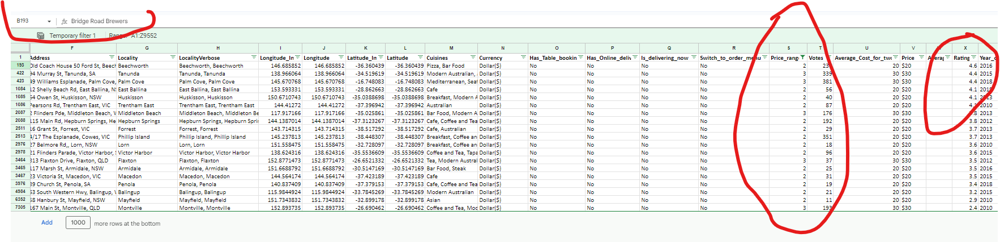 B193 Bridge Road Brewers
Temporary filter 1 Range: A1:Z9552
F G H I J K L M N O P Q R S T U V X
1 Address Locality LocalityVerbose Longitude_In Longitude Latitude_In Latitude Cuisines Currency Has_Table_bookin Has_Online_deliv Is_delivering_now Switch_to_order_menu Price_rang Votes Average_Cost_for_two Price Averag Rating Year_o
193 Old Coach House 50 Ford St, Beech Beechworth Beechworth, Beechworth 146.685852 146.685852 -36.360439 -36.360439 Pizza, Bar Food Dollar($) No No No No 2 20 $20 4.6 2016
422 94 Murray St, Tanunda, SA Tanunda Tanunda, Tanunda 138.966064 138.966064 -34.519619 -34.519619 Modern Australian, Dollar($) No No No No 3 339 30 $30 4.4 2015
423 49 Williams Esplanade, Palm Cove, Palm Cove Palm Cove, Palm Cove 145.670768 145.670768 -16.748083 -16.748083 Mediterranean, Seaf Dollar($) No No No No 3 381 30 $30 4.4 2018
1084 12 Shelly Beach Rd, East Ballina, NS East Ballina East Ballina, East Ballina 153.593331 153.593331 -28.862663 -28.862663 Cafe Dollar($) No No No No 2 56 20 $20 4.1
1085 54 Owen St, Huskisson, NSW Huskisson Huskisson, Huskisson 150.6710743 150.6710743 -35.0388698 -35.0388698 Breakfast, Modern A Dollar($) No No No No 2 40 20 $20 4.1 2013
1086 Pearsons Rd, Trentham East, VIC Trentham East Trentham East, Trentham East 144.41272 144.41272 -37.396942 -37.396942 Australian Dollar($) No No No No 2 87 20 $20 2010
2087 2 Flinders Pde, Middleton Beach, W Middleton Beach Middleton Beach, Middleton Be 117.917166 117.917166 -35.025861 -35.025861 Bar Food, Modern A Dollar($) No No No No 3 176 30 $30 2013
2088 115 Main Rd, Hepburn Springs, He Hepburn Springs Hepburn Springs, Hepburn Sprin 144.1387014 144.1387014 -37.3123267 -37.3123267 Cafe, Coffee and Tea Dollar($) No No No No 2 192 20 $20 3.8 2012
2511 16 Grant St, Forrest, VIC Forrest Forrest, Forrest 143.714315 143.714315 -38.517292 -38.517292 Cafe, Australian Dollar($) No No No No 2 29 20 $20 3.7 2013
2513 4/17 The Esplanade, Cowes, VIC Phillip Island Phillip Island, Phillip Island 145.237813 145.237813 -38.448307 -38.448307 Breakfast, Coffee an Dollar($) No No No No 2 351 20 $20 3.7 2013
2976 27 Belmore Rd,, Lorn, NSW Lorn Lorn, Lorn 151.558475 151.558475 -32.728097 -32.728097 Breakfast, Coffee an Dollar($) No No No No 2 18 20 $20 3.6 2010
2978 21 Flinders Parade, Victor Harbor, S Victor Harbor Victor Harbor, Victor Harbor 138.624316 138.624316 -35.5536609 -35.5536609 Coffee and Tea, Tapa Dollar($) No No No No 2 96 20 $20 3.6 2015
3464 313 Flaxton Drive, Flaxton, QLD Flaxton Flaxton, Flaxton 152.8771473 152.8771473 -26.6521332 -26.6521332 Tea, Modern Austral Dollar($) No No No No 3 37 30 $30 3.5 2012
3465 117 Marsh St, Armidale, NSW Armidale Armidale, Armidale 151.6688792 151.6688792 -30.5147169 -30.5147169 Bar Food, Steak Dollar($) No No No No 2 25 20 $20 3.5 2016
3467 23 Victoria St, Macedon, VIC Macedon Macedon, Macedon 144.564174 144.564174 -37.423189 -37.423189 Cafe Dollar($) No No No No 2 31 20 $20 3.5 2015
3976 39 Church St, Penola, SA Penola Penola, Penola 140.837409 140.837409 -37.379153 -37.379153 Cafe, Coffee and Tea Dollar($) No No No No 2 19 20 $20 3.4 2018
4984 53 South Western Hwy, Balingup, W Balingup Balingup, Balingup 115.9844924 115.9844924 -33.7845269 -33.7845269 Modern Australian Dollar($) No No No No 2 21 20 $20 3.2 2015
6352 58 Hanbury St, Mayfield, NSW Mayfield Mayfield, Mayfield 151.7343832 151.7343832 -32.899178 -32.899178 Asian Dollar($) No No No No 2 11 20 $20 2.9 2010
7305 167 Main St, Montville, QLD Montville Montville, Montville 152.893735 152.893735 -26.690462 -26.690462 Coffee and Tea, Mod Dollar($) No No No No 3 193 30 $30 2.4 2010
Add 1000 more rows at the bottom